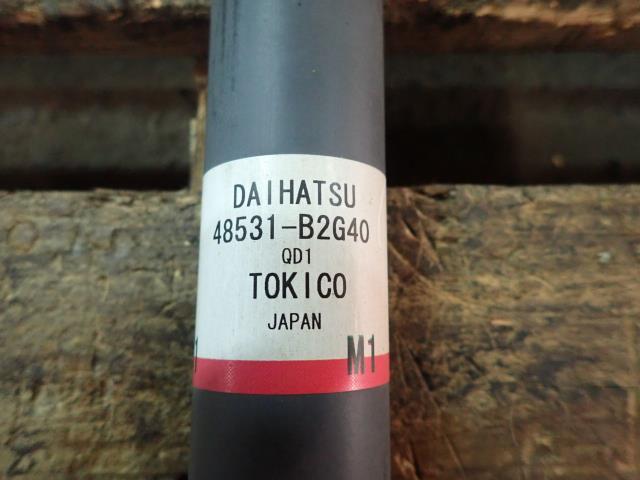 DAIHATSU
48531-B2G40
QD1
TOKICO
JAPAN
M1